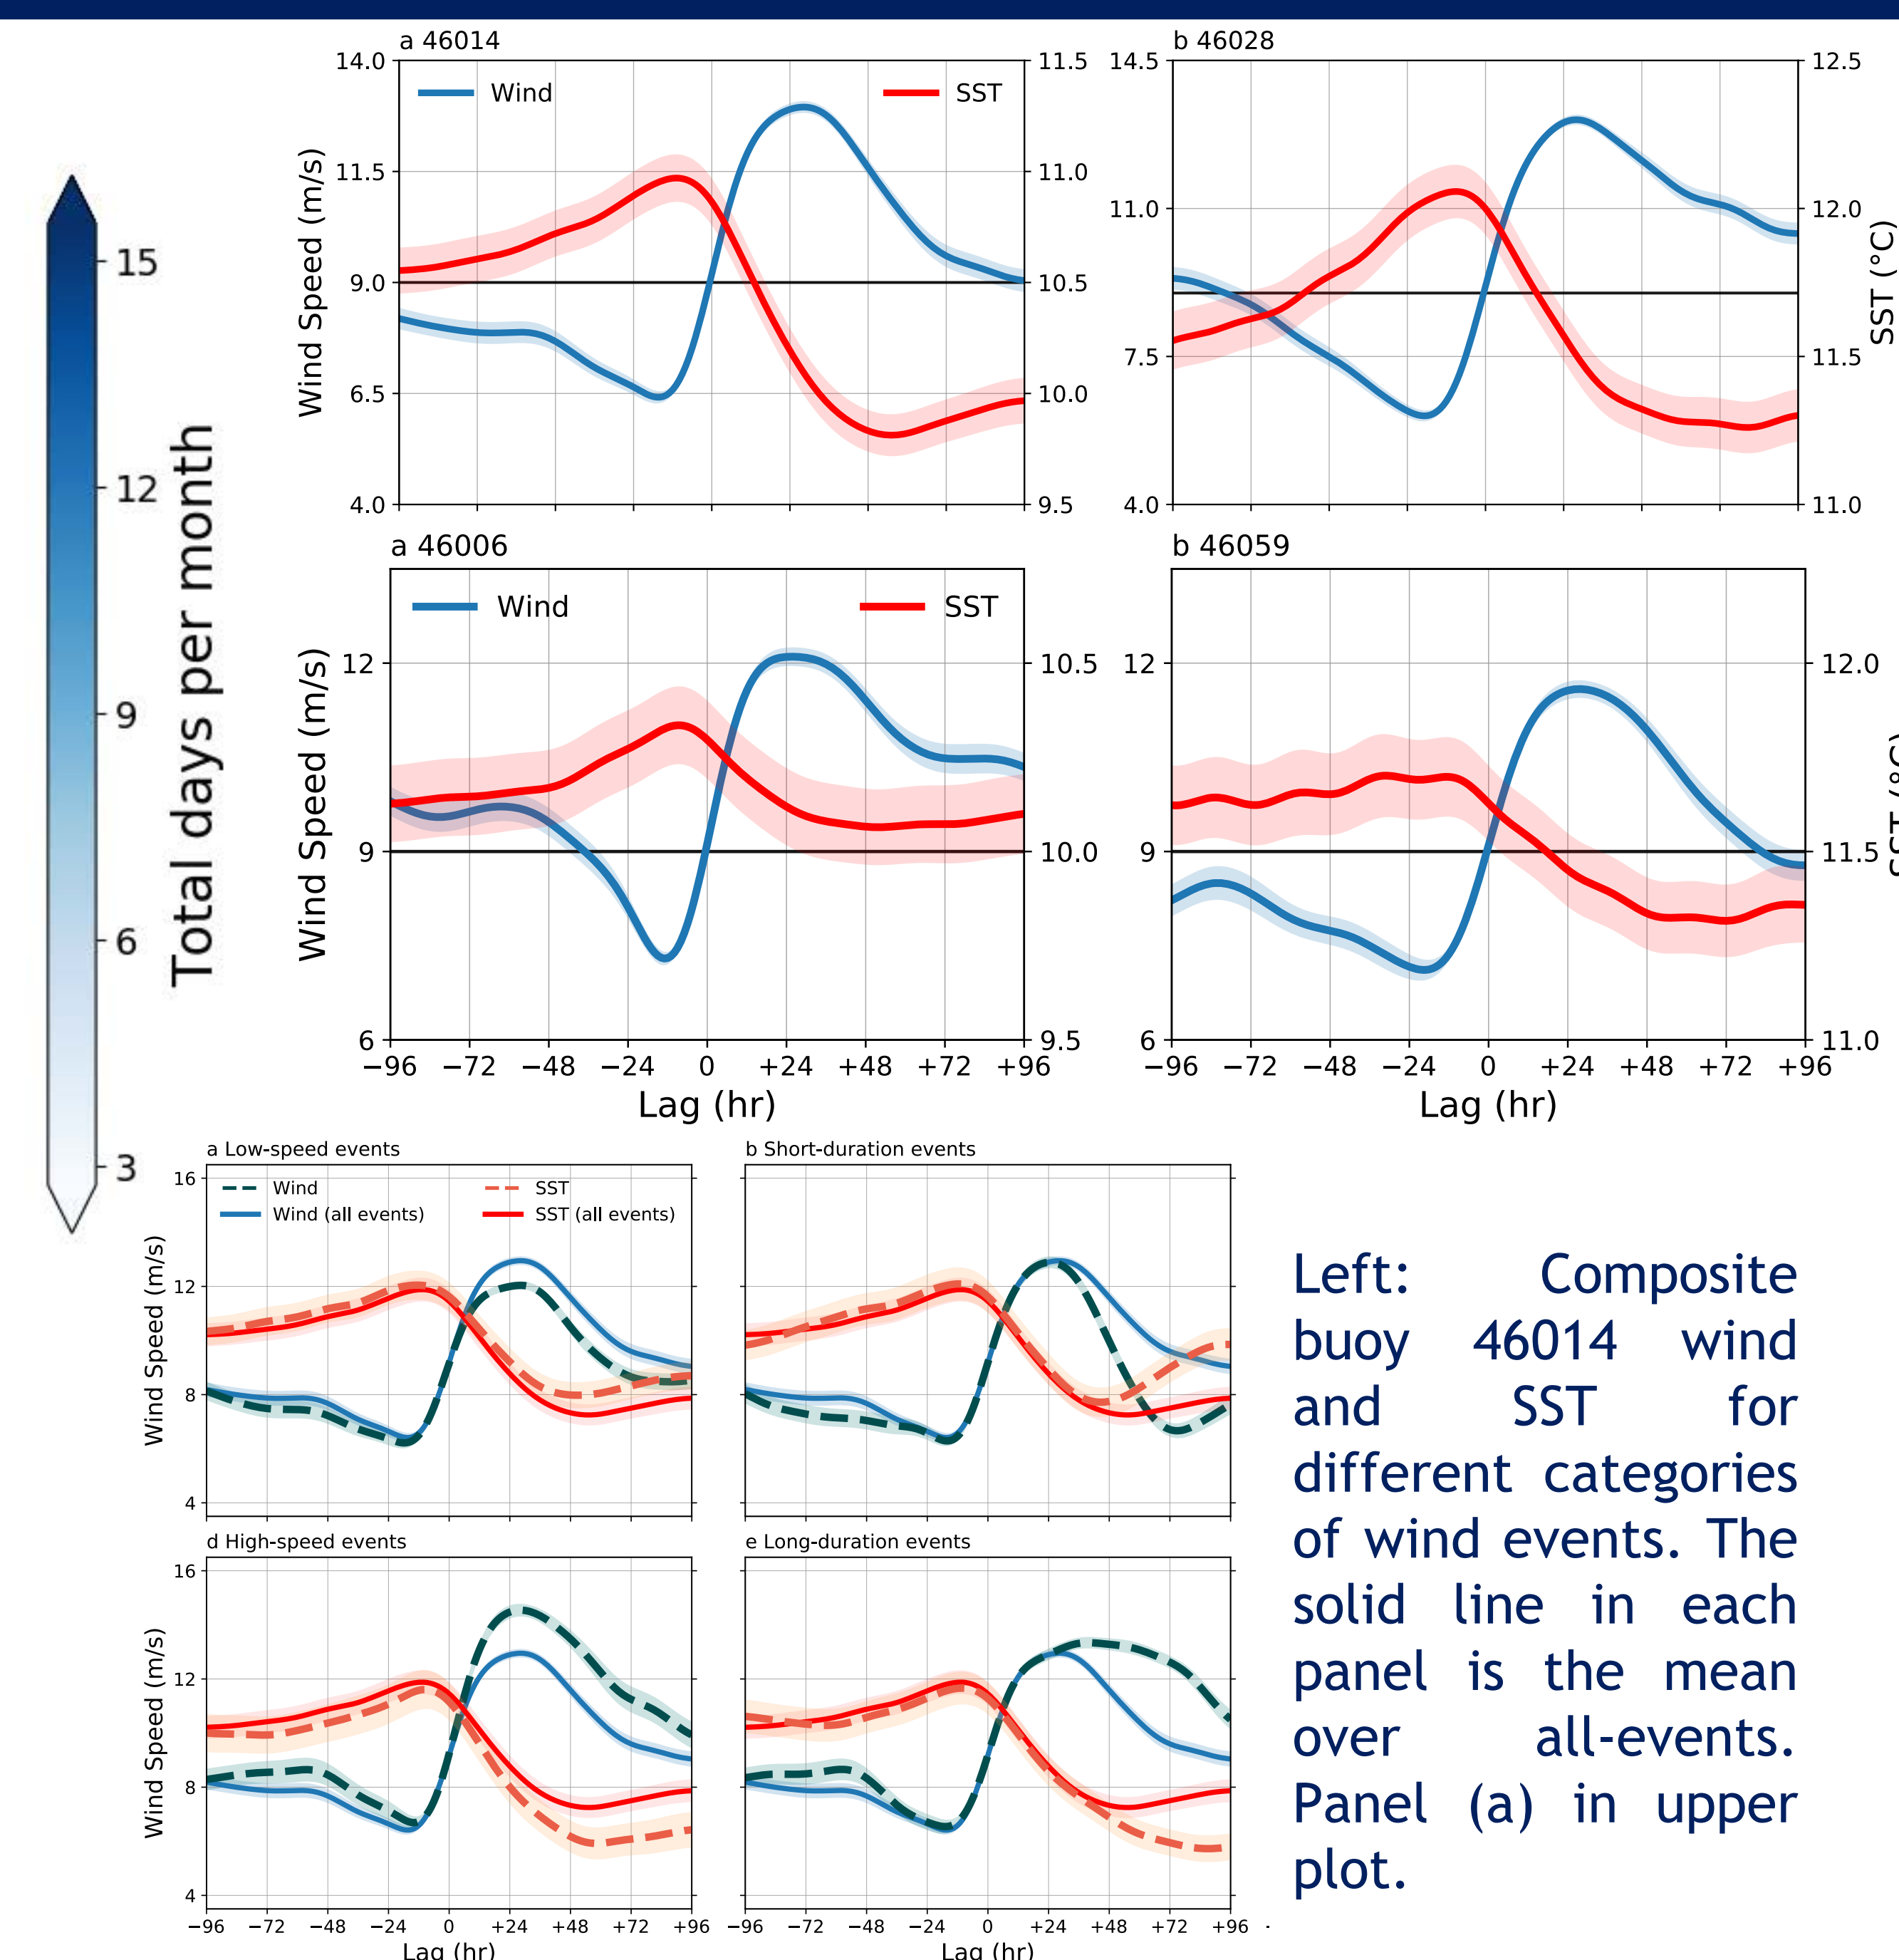 15
12
9
6
3
Total days per month
a 46014
14.0
11.5
9.0
6.5
4.0
Wind Speed (m/s)
Wind
SST
11.5
11.0
10.5
10.0
9.5
b 46028
14.5
11.0
7.5
4.0
12.5
12.0
11.5
11.0
SST (°C)
a 46006
12
9
6
Wind Speed (m/s)
Wind
SST
10.5
10.0
9.5
−96 −72 −48 −24 0 +24 +48 +72 +96
Lag (hr)
b 46059
12
9
6
12.0
11.5
11.0
−96 −72 −48 −24 0 +24 +48 +72 +96
Lag (hr)
a Low-speed events
16
12
8
4
Wind Speed (m/s)
Wind
Wind (all events)
SST
SST (all events)
b Short-duration events
d High-speed events
16
12
8
4
Wind Speed (m/s)
−96 −72 −48 −24 0 +24 +48 +72 +96
Lag (hr)
e Long-duration events
−96 −72 −48 −24 0 +24 +48 +72 +96
Lag (hr)
Left: Composite
buoy 46014 wind
and SST for
different categories
of wind events. The
solid line in each
panel is the mean
over all-events.
Panel (a) in upper
plot.